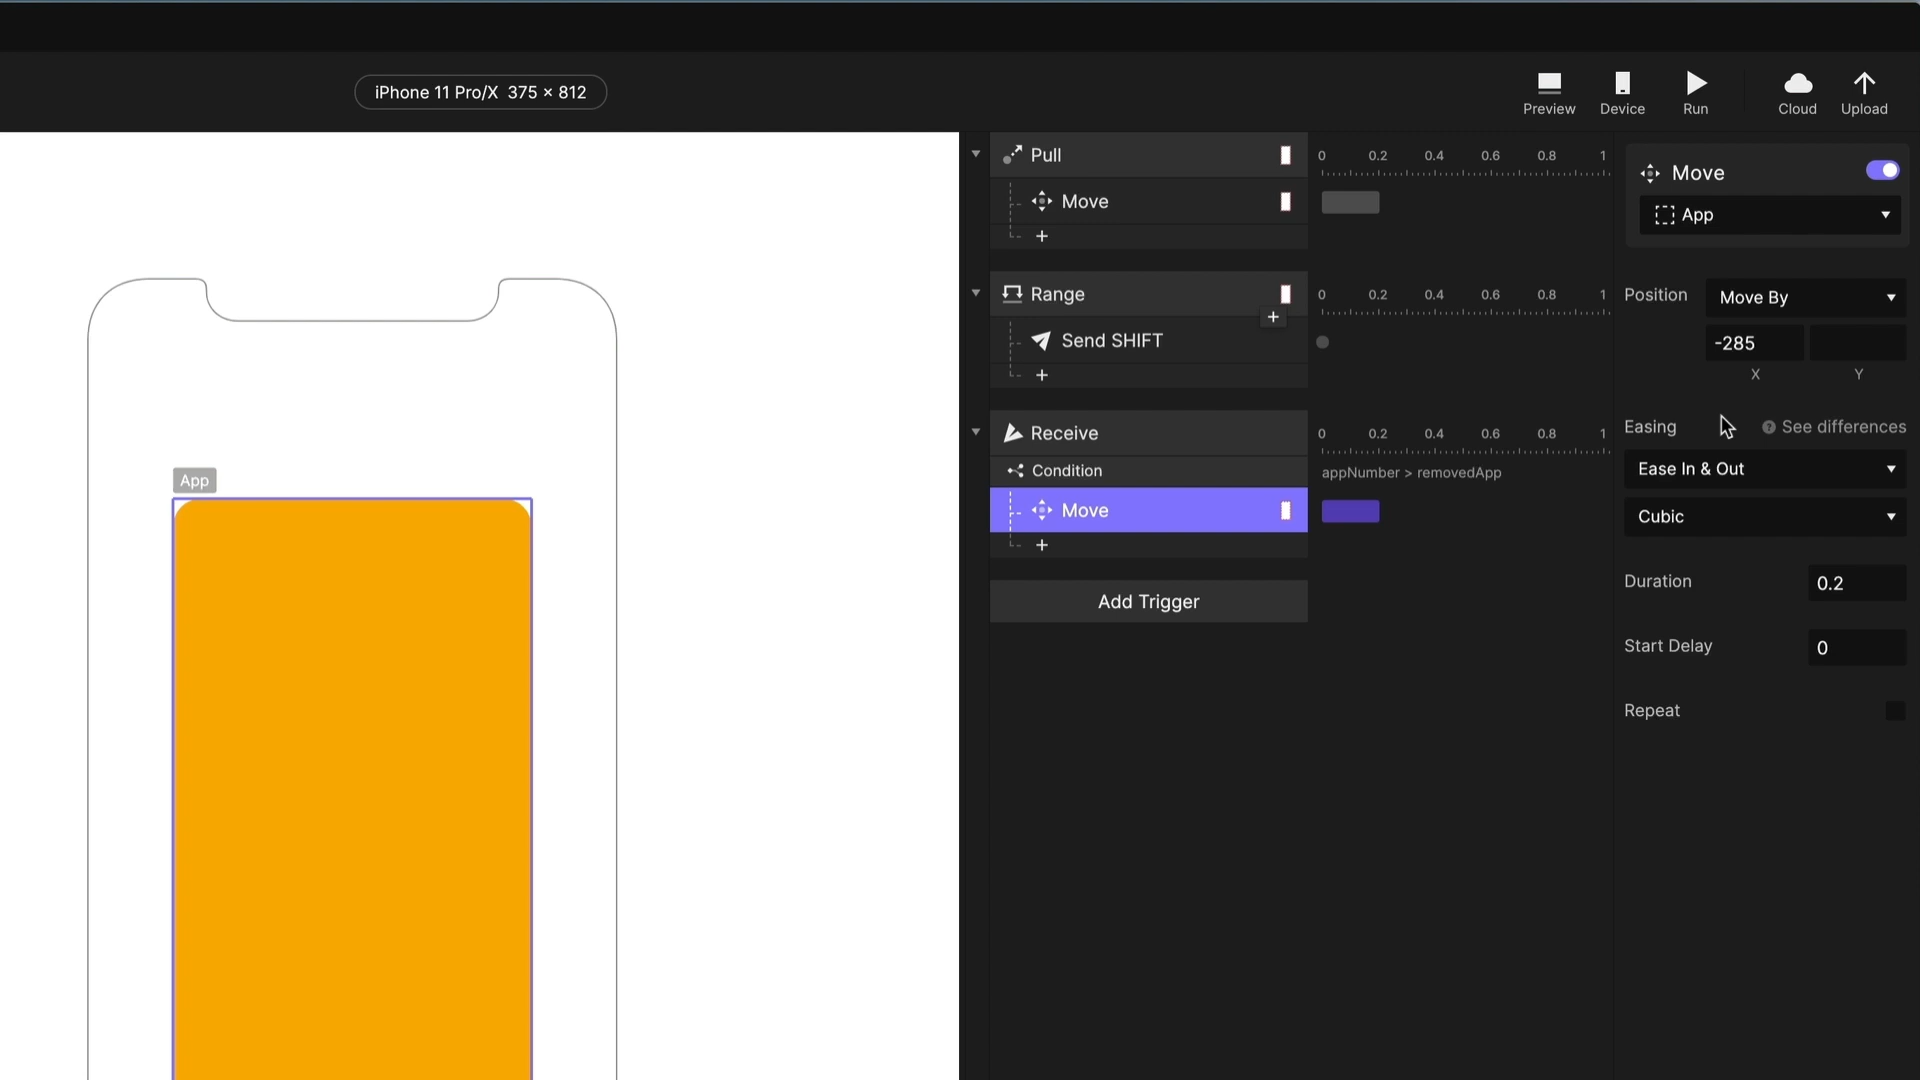 iPhone 11 Pro/X 375 × 812
Preview
Device
Run
Cloud
Upload
App
Pull
0 0.2 0.4 0.6 0.8 1
Move
+
Range
0 0.2 0.4 0.6 0.8 1
+
Send SHIFT
+
Receive
0 0.2 0.4 0.6 0.8 1
Condition
appNumber > removedApp
Move
+
Add Trigger
Move
App
Position
Move By
-285
X
Y
Easing
? See differences
Ease In & Out
Cubic
Duration
0.2
Start Delay
0
Repeat